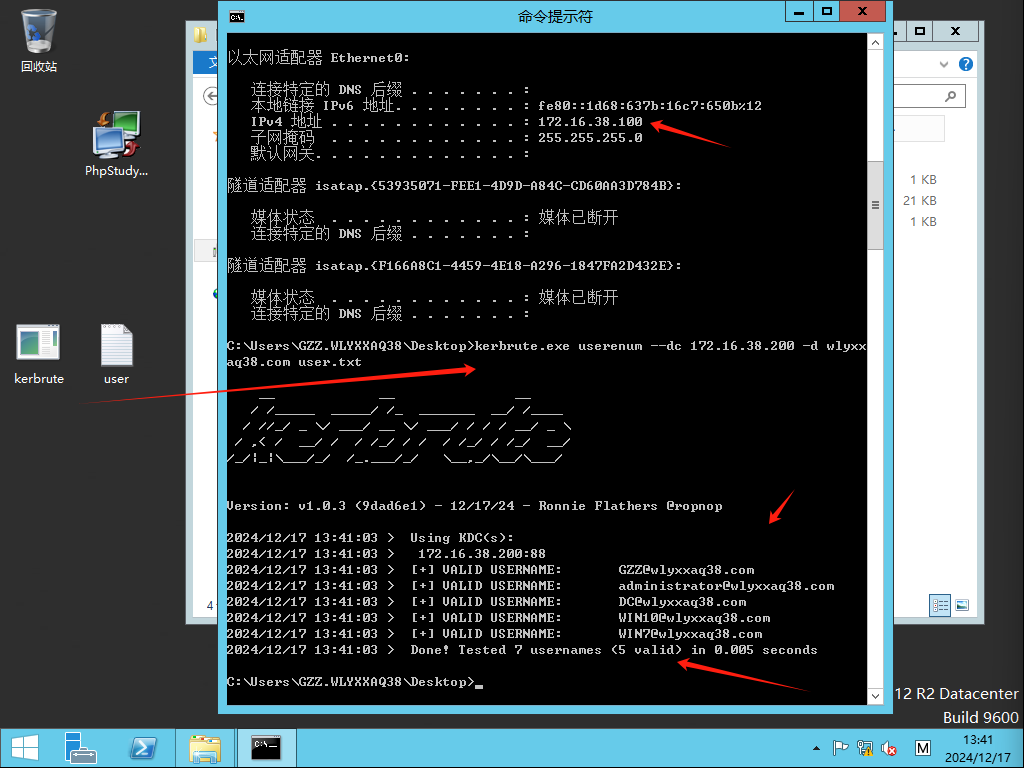 回收站
PhpStudy...
kerbrute
user
命令提示符
以太网适配器 Ethernet0:
连接特定的 DNS 后缀 . . . . . . . :
本地链接 IPv6 地址. . . . . . . . : fe80::1d68:637b:16c7:650b%12
IPv4 地址 . . . . . . . . . . . . : 172.16.38.100
子网掩码  . . . . . . . . . . . . : 255.255.255.0
默认网关. . . . . . . . . . . . . :
隧道适配器 isatap.{53935071-FEE1-4D9D-A84C-CD60AA3D784B}:
媒体状态  . . . . . . . . . . . . : 媒体已断开
连接特定的 DNS 后缀 . . . . . . . :
隧道适配器 isatap.{F166A8C1-4459-4E18-A296-1847FA2D432E}:
媒体状态  . . . . . . . . . . . . : 媒体已断开
连接特定的 DNS 后缀 . . . . . . . :
C:\Users\GZZ.WLYXXAQ38\Desktop>kerbrute.exe userenum --dc 172.16.38.200 -d wlyxx
aq38.com user.txt
kerbrute
Version: v1.0.3 (9dad6e1) - 12/17/24 - Ronnie Flathers @ropnop
2024/12/17 13:41:03 >  Using KDC(s):
2024/12/17 13:41:03 >   172.16.38.200:88
2024/12/17 13:41:03 >  [+] VALID USERNAME:       GZZ@wlyxxaq38.com
2024/12/17 13:41:03 >  [+] VALID USERNAME:       administrator@wlyxxaq38.com
2024/12/17 13:41:03 >  [+] VALID USERNAME:       DC@wlyxxaq38.com
2024/12/17 13:41:03 >  [+] VALID USERNAME:       WIN10@wlyxxaq38.com
2024/12/17 13:41:03 >  [+] VALID USERNAME:       WIN7@wlyxxaq38.com
2024/12/17 13:41:03 >  Done! Tested 7 usernames (5 valid) in 0.005 seconds
C:\Users\GZZ.WLYXXAQ38\Desktop>
1 KB
21 KB
1 KB
4
12 R2 Datacenter
Build 9600
M
13:41
2024/12/17